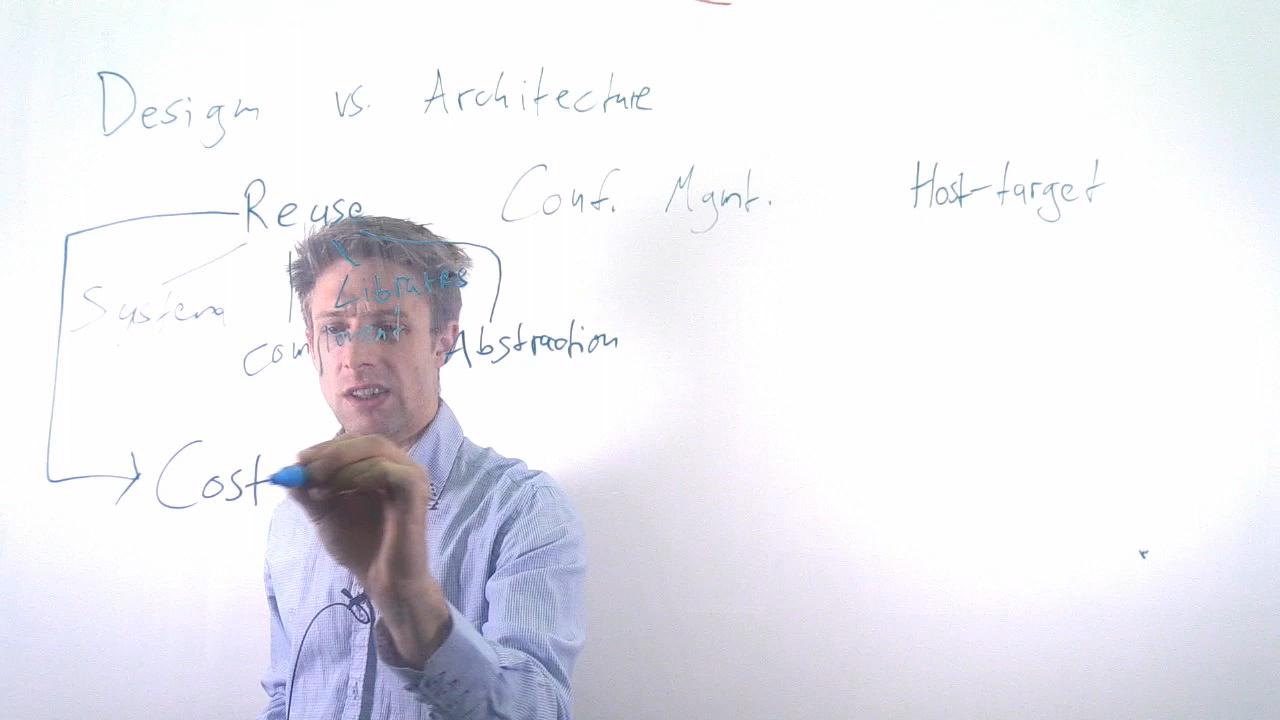 Design vs. Architecture
Reuse Conf. Mgmt. Host-target
Libraries
System
Component Abstraction
Cost